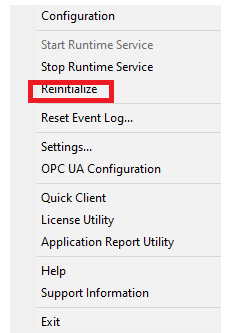 Configuration
Start Runtime Service
Stop Runtime Service
Reinitialize
Reset Event Log...
Settings...
OPC UA Configuration
Quick Client
License Utility
Application Report Utility
Help
Support Information
Exit